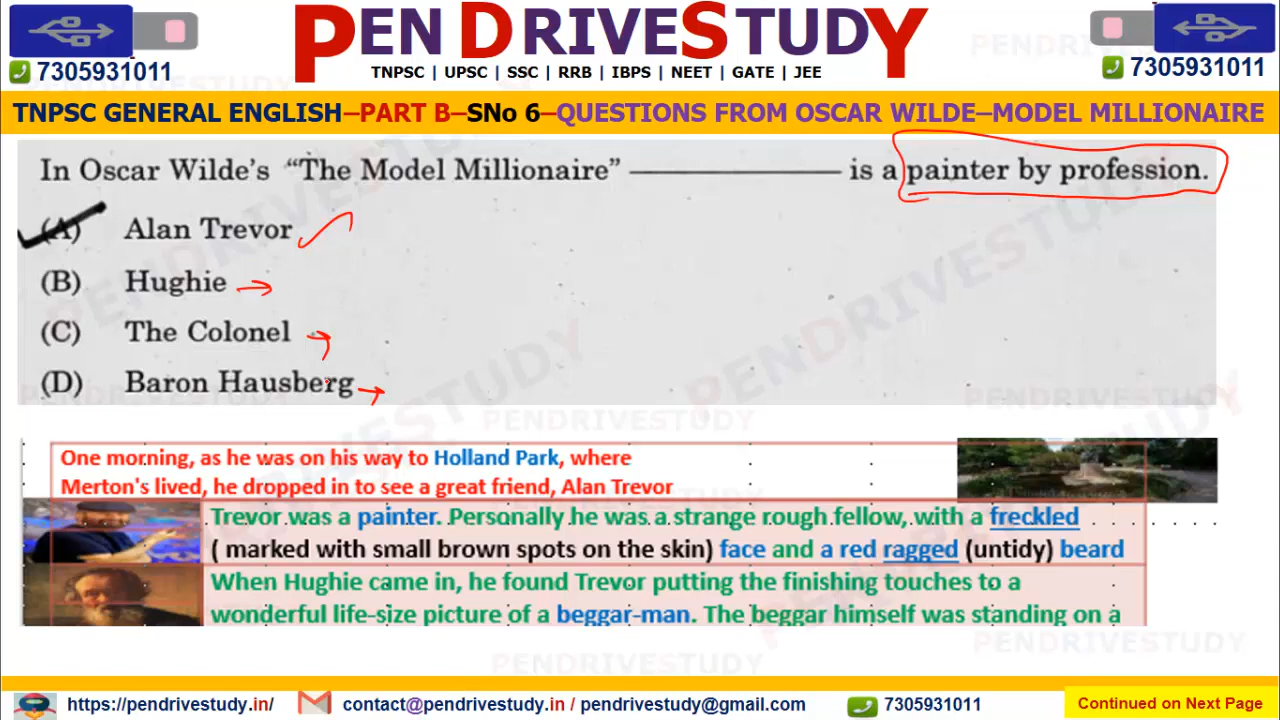 PEN DRIVESTUDY
7305931011
TNPSC | UPSC | SSC | RRB | IBPS | NEET | GATE | JEE
7305931011
TNPSC GENERAL ENGLISH–PART B–SNo 6–QUESTIONS FROM OSCAR WILDE–MODEL MILLIONAIRE
In Oscar Wilde's “The Model Millionaire” ——————— is a painter by profession.
(A) Alan Trevor
(B) Hughie
(C) The Colonel
(D) Baron Hausberg
One morning, as he was on his way to Holland Park, where
Merton's lived, he dropped in to see a great friend, Alan Trevor
Trevor was a painter. Personally he was a strange rough fellow, with a freckled
( marked with small brown spots on the skin) face and a red ragged (untidy) beard
When Hughie came in, he found Trevor putting the finishing touches to a
wonderful life-size picture of a beggar-man. The beggar himself was standing on a
PENDRIVESTUDY
https://pendrivestudy.in/ contact@pendrivestudy.in / pendrivestudy@gmail.com 7305931011 Continued on Next Page